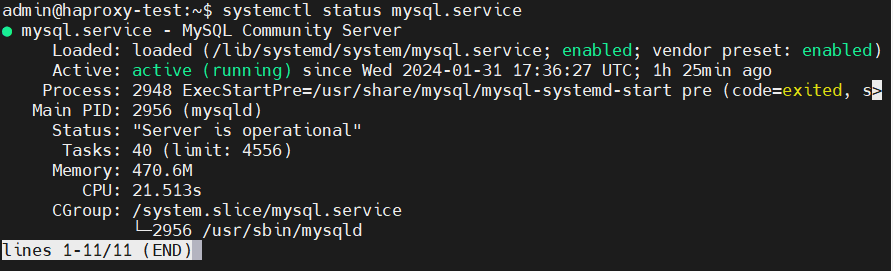 admin@haproxy-test:~$ systemctl status mysql.service
● mysql.service - MySQL Community Server
     Loaded: loaded (/lib/systemd/system/mysql.service; enabled; vendor preset: enabled)
     Active: active (running) since Wed 2024-01-31 17:36:27 UTC; 1h 25min ago
    Process: 2948 ExecStartPre=/usr/share/mysql/mysql-systemd-start pre (code=exited, s>
   Main PID: 2956 (mysqld)
     Status: "Server is operational"
      Tasks: 40 (limit: 4556)
     Memory: 470.6M
        CPU: 21.513s
     CGroup: /system.slice/mysql.service
             └─2956 /usr/sbin/mysqld
lines 1-11/11 (END)